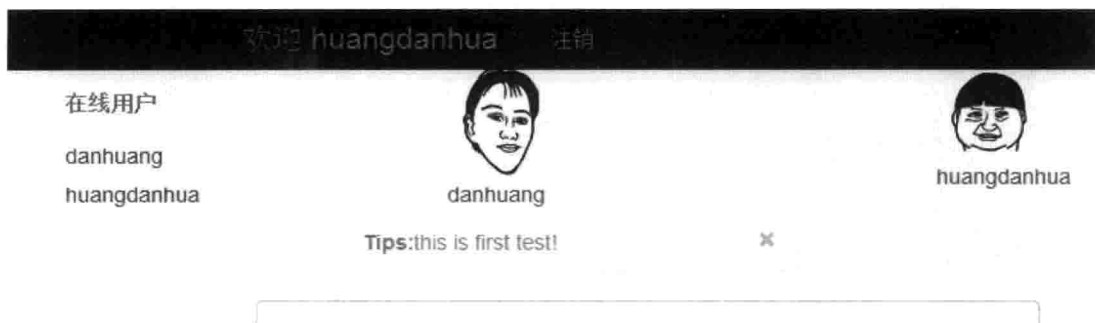 欢迎 huangdanhua 注销
在线用户
danhuang
huangdanhua
danhuang
huangdanhua
Tips:this is first test! ×